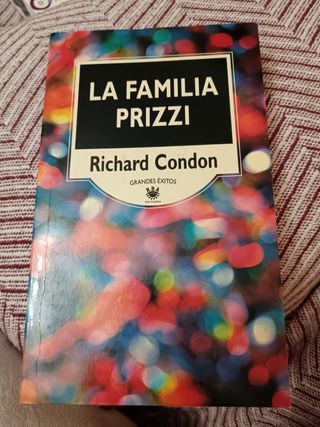 LA FAMILIA
PRIZZI
Richard Condon
GRANDES ÉXITOS